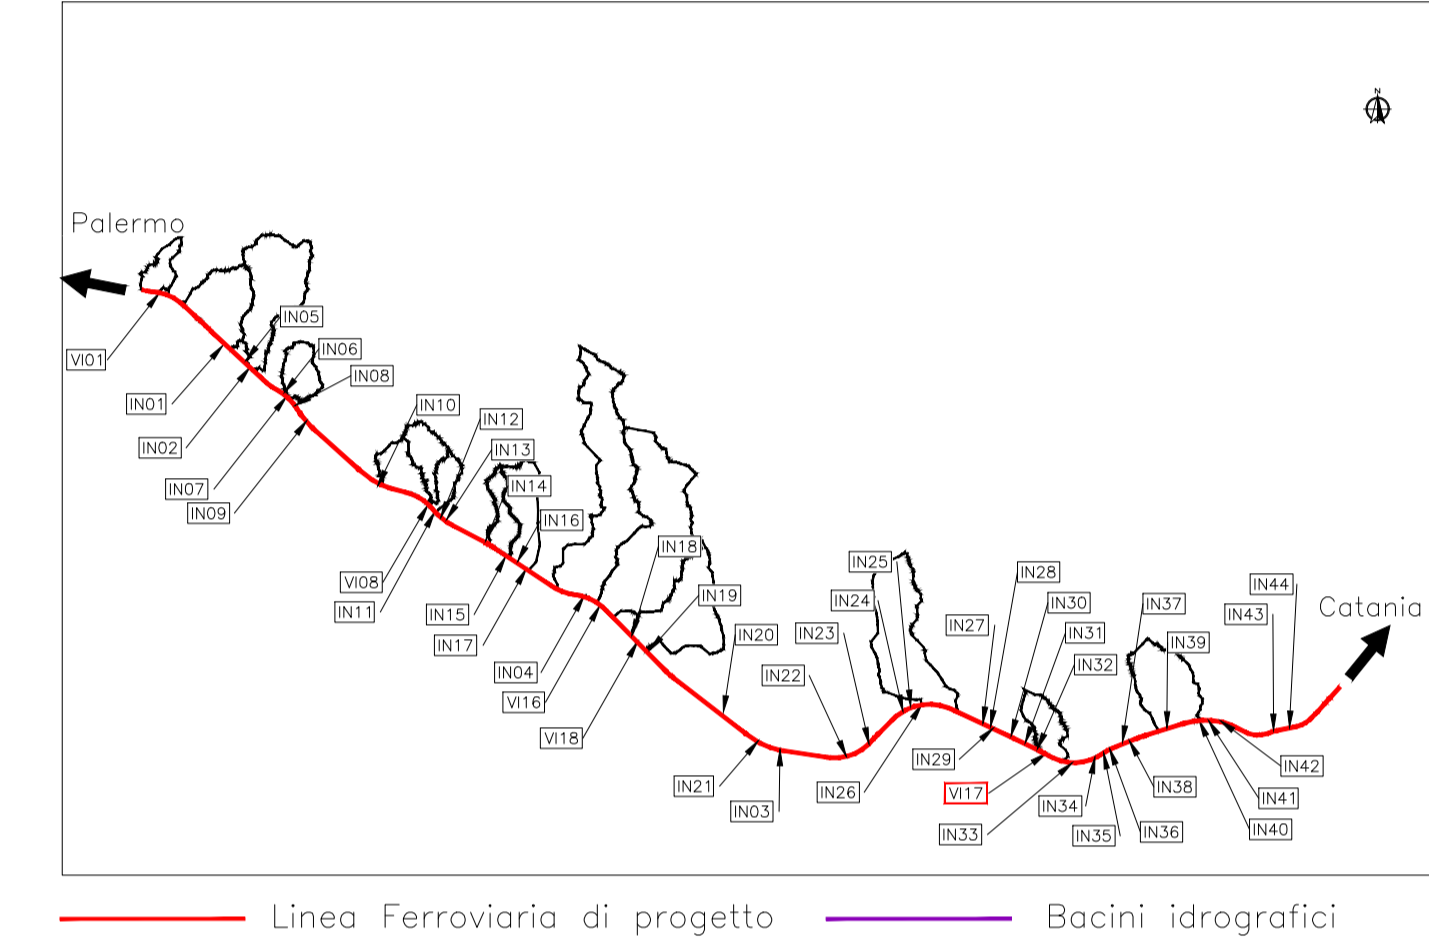 N
Palermo
IN05
IN06
VI01
IN08
IN01
IN10
IN12
IN02
IN13
IN07
IN14
IN09
IN16
IN18
IN25
IN28
VI08
IN44
IN19
IN24
IN30
IN37
Catania
IN11
IN15
IN43
IN27
IN20
IN23
IN31
IN39
IN17
IN32
IN04
IN22
VI16
VI18
IN29
IN42
IN21
IN26
VI17
IN38
IN41
IN03
IN34
IN33
IN35
IN36
IN40
Linea Ferroviaria di progetto
Bacini idrografici